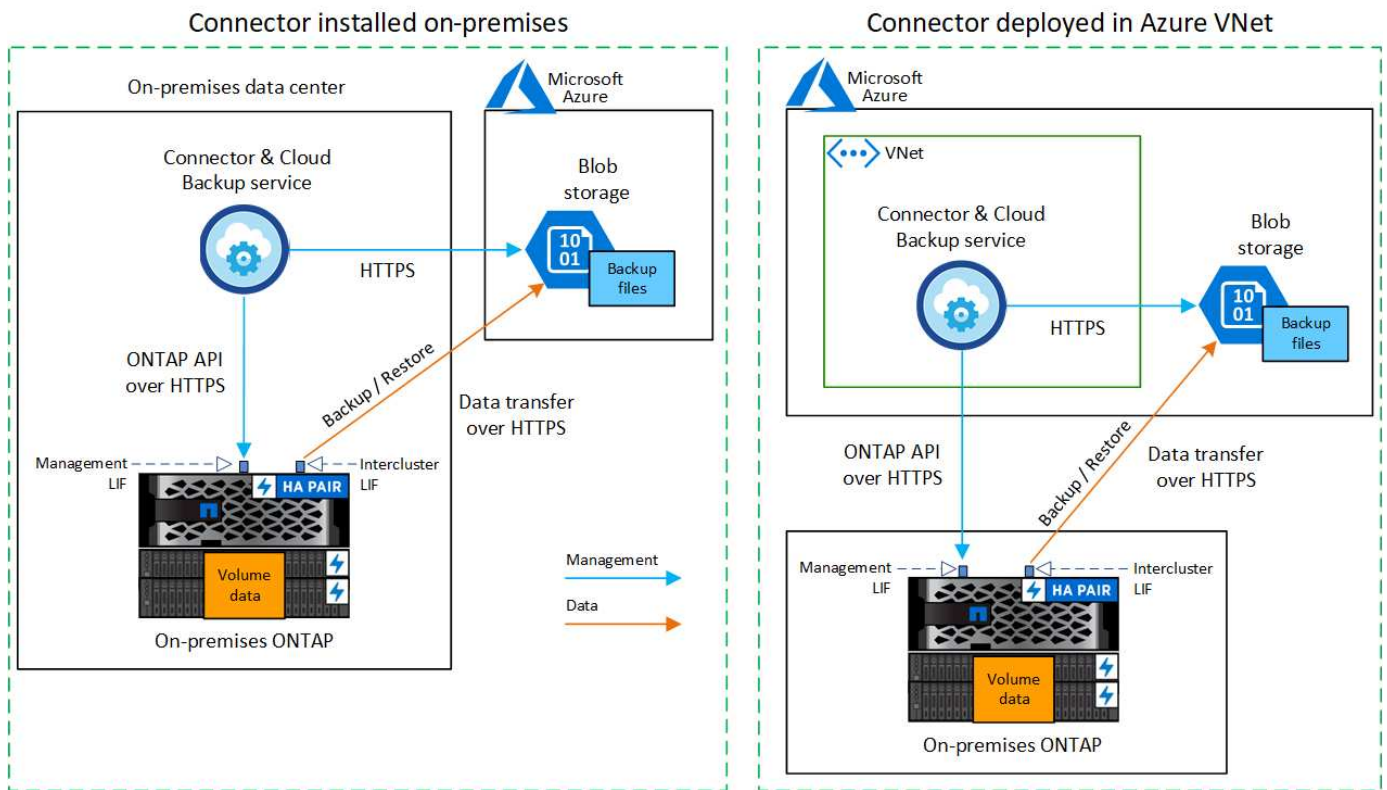 Connector installed on-premises
On-premises data center
Microsoft
Azure
Connector & Cloud
Backup service
Blob
storage
10
01
Backup
files
HTTPS
ONTAP API
over HTTPS
Backup / Restore
Data transfer
over HTTPS
Management
LIF
Intercluster
LIF
HA PAIR
Volume
data
On-premises ONTAP
Management
Data
Connector deployed in Azure VNet
Microsoft
Azure
VNet
Connector & Cloud
Backup service
Blob
storage
10
01
Backup
files
HTTPS
ONTAP API
over HTTPS
Backup / Restore
Data transfer
over HTTPS
Management
LIF
Intercluster
LIF
HA PAIR
Volume
data
On-premises ONTAP